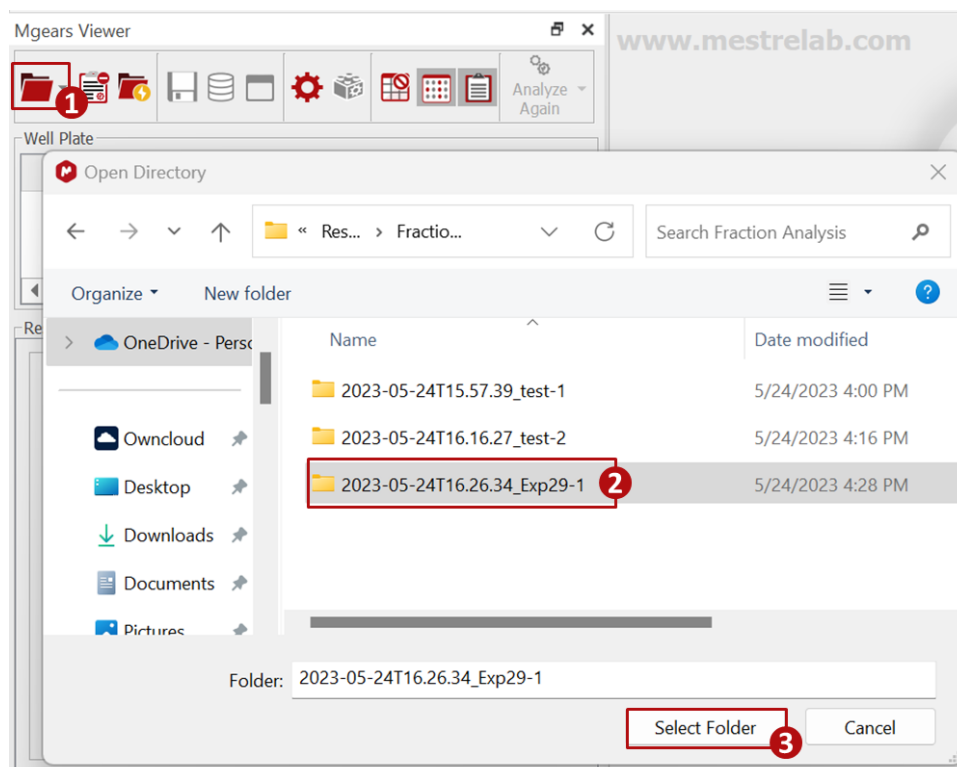 Mgears Viewer
www.mestrelab.com
1
Analyze
Again
Well Plate
Open Directory
« Res... > Fractio...
Search Fraction Analysis
Organize
New folder
?
Re
OneDrive - Perso
Name
Date modified
2023-05-24T15.57.39_test-1
5/24/2023 4:00 PM
Owncloud
2023-05-24T16.16.27_test-2
5/24/2023 4:16 PM
Desktop
2023-05-24T16.26.34_Exp29-1
2
5/24/2023 4:28 PM
Downloads
Documents
Pictures
Folder:
2023-05-24T16.26.34_Exp29-1
Select Folder
3
Cancel